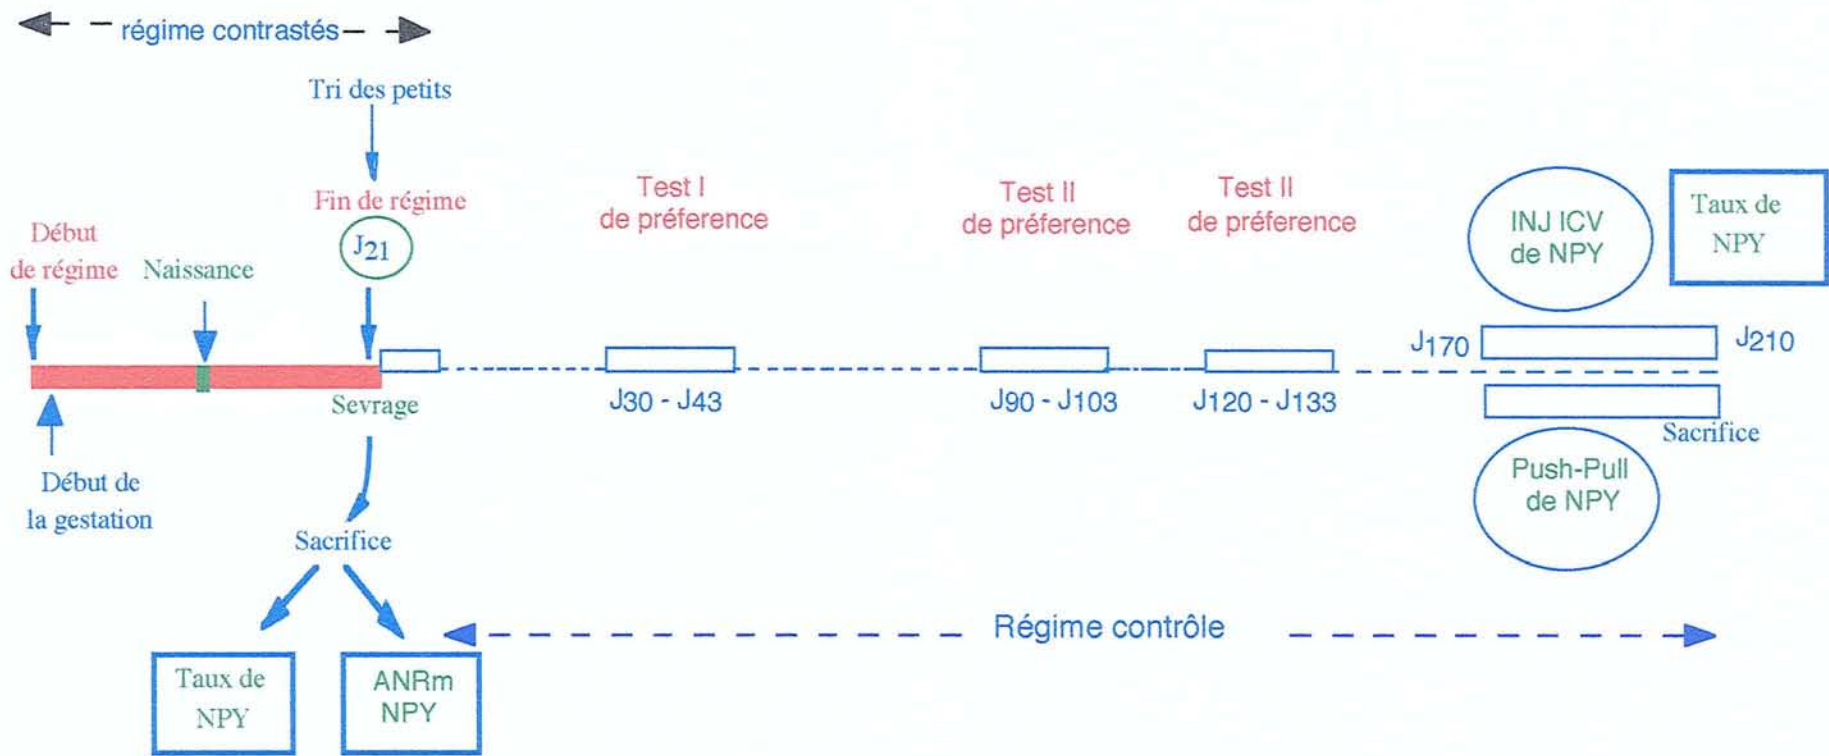 régime contrastés
Tri des petits
Fin de régime
J21
Début
de régime
Naissance
Test I
de préference
Test II
de préference
Test II
de préference
INJ ICV
de NPY
Taux de
NPY
J170
J210
Sevrage
J30 - J43
J90 - J103
J120 - J133
Sacrifice
Début de
la gestation
Push-Pull
de NPY
Sacrifice
Régime contrôle
Taux de
NPY
ANRm
NPY